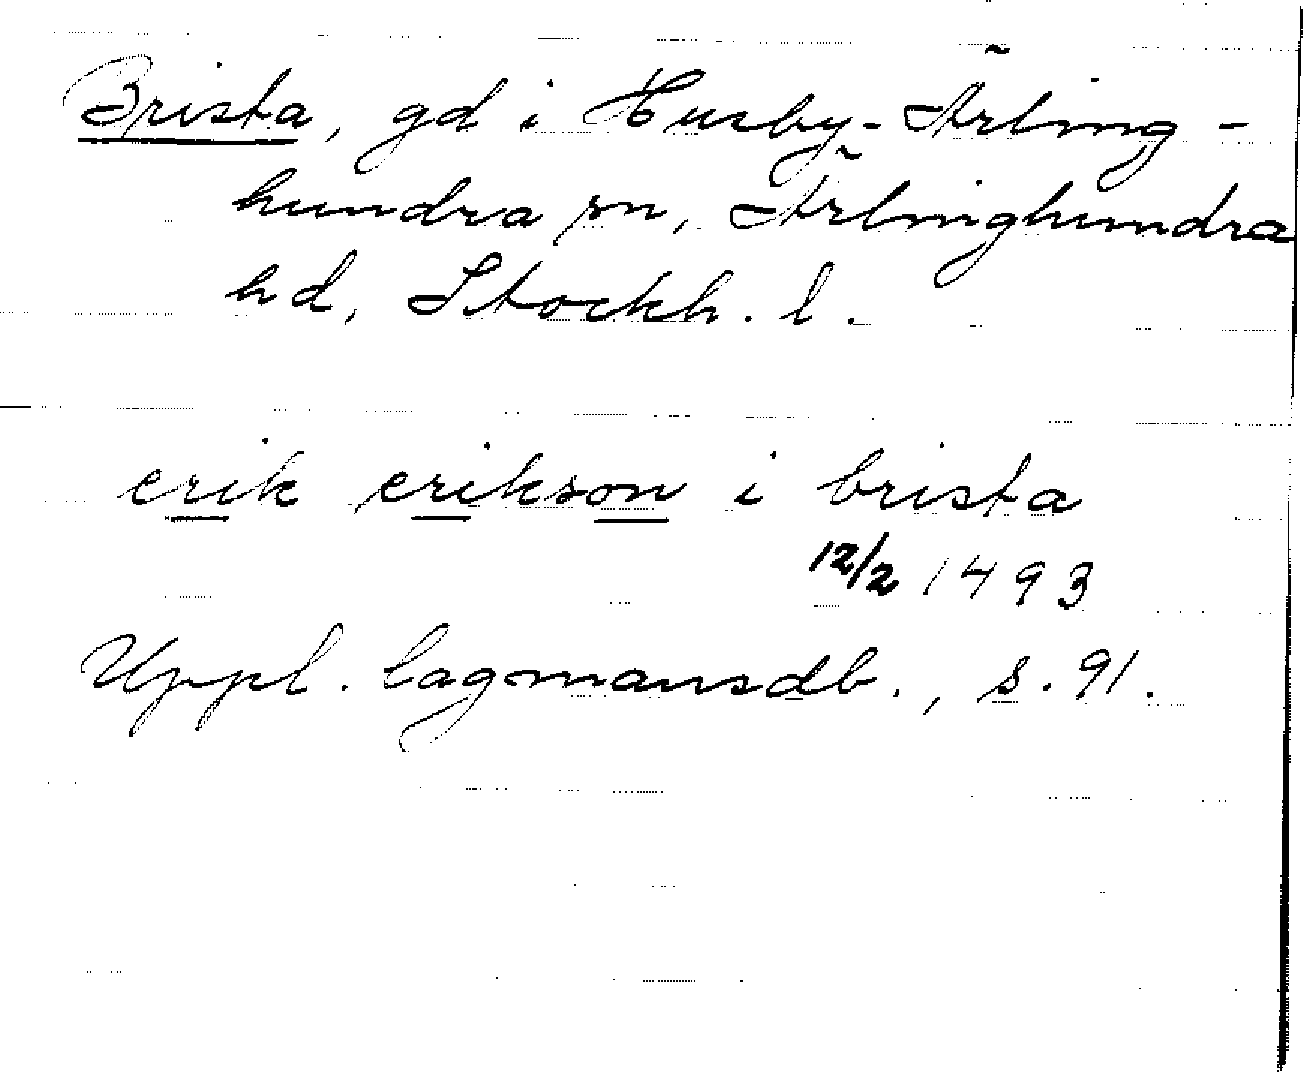 Brista, gd i Husby-Ärling-
hundra sn, Ärlinghundra
hd, Stockh. l.
erik erikson i brista
12/2 1493
Uppl. lagmansdb., s. 91.